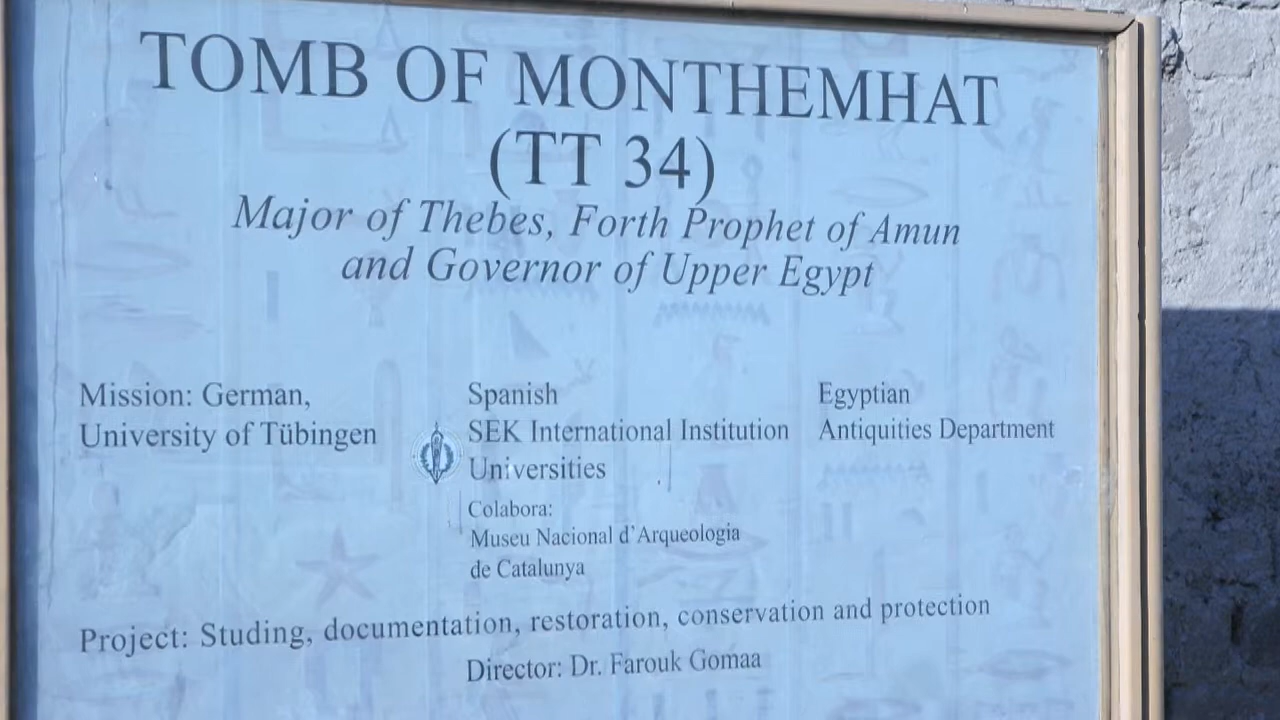 TOMB OF MONTHEMHAT
(TT 34)
Major of Thebes, Forth Prophet of Amun
and Governor of Upper Egypt
Mission: German,
University of Tübingen
Spanish
SEK International Institution
Universities
Colabora:
Museu Nacional d'Arqueologia
de Catalunya
Egyptian
Antiquities Department
Project: Studing, documentation, restoration, conservation and protection
Director: Dr. Farouk Gomaa